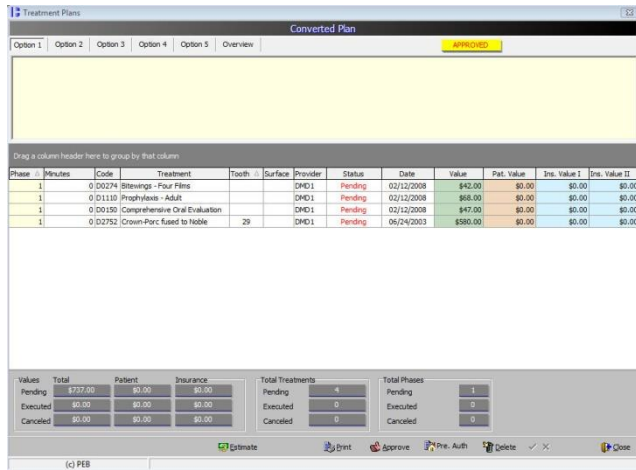 Treatment Plans
Converted Plan
Option 1 Option 2 Option 3 Option 4 Option 5 Overview APPROVED
Drag a column header here to group by that column
Phase Minutes Code Treatment Tooth Surface Provider Status Date Value Pat. Value Ins. Value I Ins. Value II
1 0 D0274 Bitewings - Four Films DMD1 Pending 02/12/2008 $42.00 $0.00 $0.00 $0.00
1 0 D1110 Prophylaxis - Adult DMD1 Pending 02/12/2008 $68.00 $0.00 $0.00 $0.00
1 0 D0150 Comprehensive Oral Evaluation DMD1 Pending 02/12/2008 $47.00 $0.00 $0.00 $0.00
1 0 D2752 Crown-Porc fused to Noble 29 DMD1 Pending 06/24/2003 $580.00 $0.00 $0.00 $0.00
Values Total Patient Insurance Total Treatments Total Phases
Pending $737.00 $0.00 $0.00 Pending 4 Pending 1
Executed $0.00 $0.00 $0.00 Executed 0 Executed 0
Canceled $0.00 $0.00 $0.00 Canceled 0 Canceled 0
Estimate Print Approve Pre. Auth Delete Close
(c) PEB